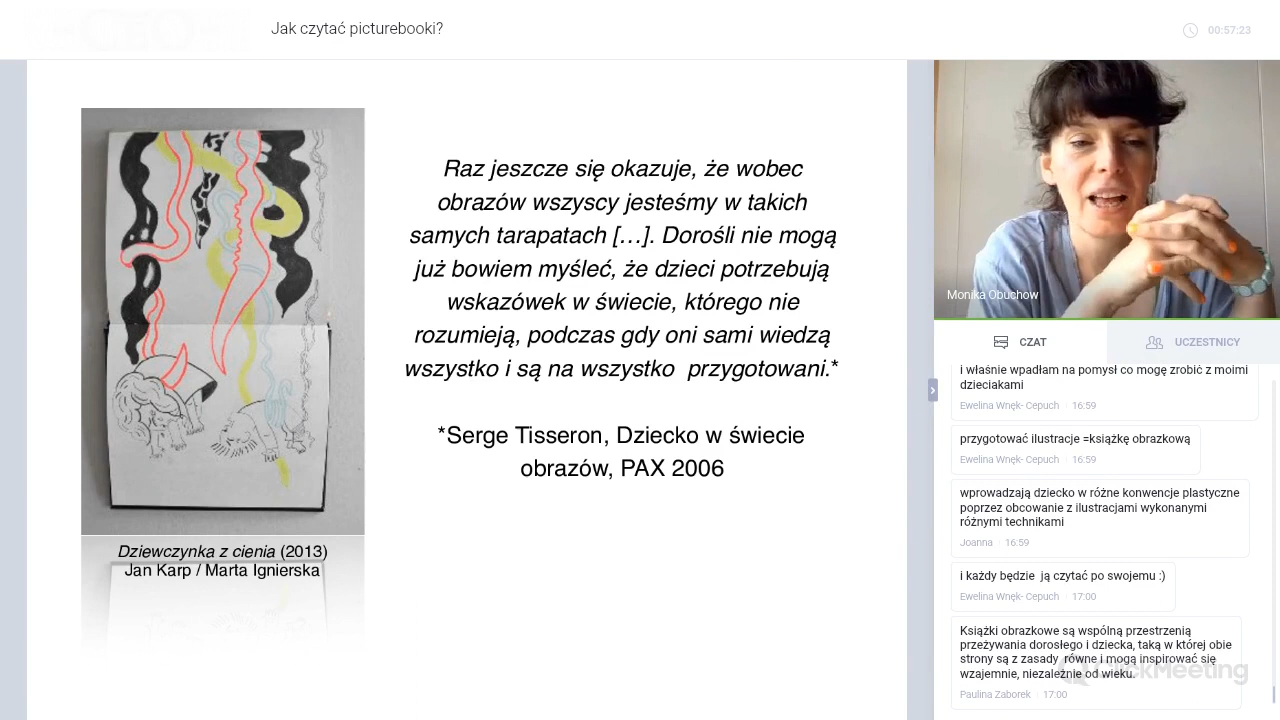 Jak czytać picturebooki?
00:57:23
Raz jeszcze się okazuje, że wobec
obrazów wszyscy jesteśmy w takich
samych tarapatach […]. Dorośli nie mogą
już bowiem myśleć, że dzieci potrzebują
wskazówek w świecie, którego nie
rozumieją, podczas gdy oni sami wiedzą
wszystko i są na wszystko  przygotowani.*
*Serge Tisseron, Dziecko w świecie
obrazów, PAX 2006
Dziewczynka z cienia (2013)
Jan Karp / Marta Ignierska
Monika Obuchow
CZAT
UCZESTNICY
i właśnie wpadłam na pomysł co mogę zrobić z moimi
dzieciakami
Ewelina Wnęk- Cepuch 16:59
przygotować ilustracje =książkę obrazkową
Ewelina Wnęk- Cepuch 16:59
wprowadzają dziecko w różne konwencje plastyczne
poprzez obcowanie z ilustracjami wykonanymi
różnymi technikami
Joanna 16:59
i każdy będzie  ją czytać po swojemu :)
Ewelina Wnęk- Cepuch 17:00
Książki obrazkowe są wspólną przestrzenią
przeżywania dorosłego i dziecka, taką w której obie
strony są z zasady  równe i mogą inspirować się
wzajemnie, niezależnie od wieku.
Paulina Zaborek 17:00
ClickMeeting